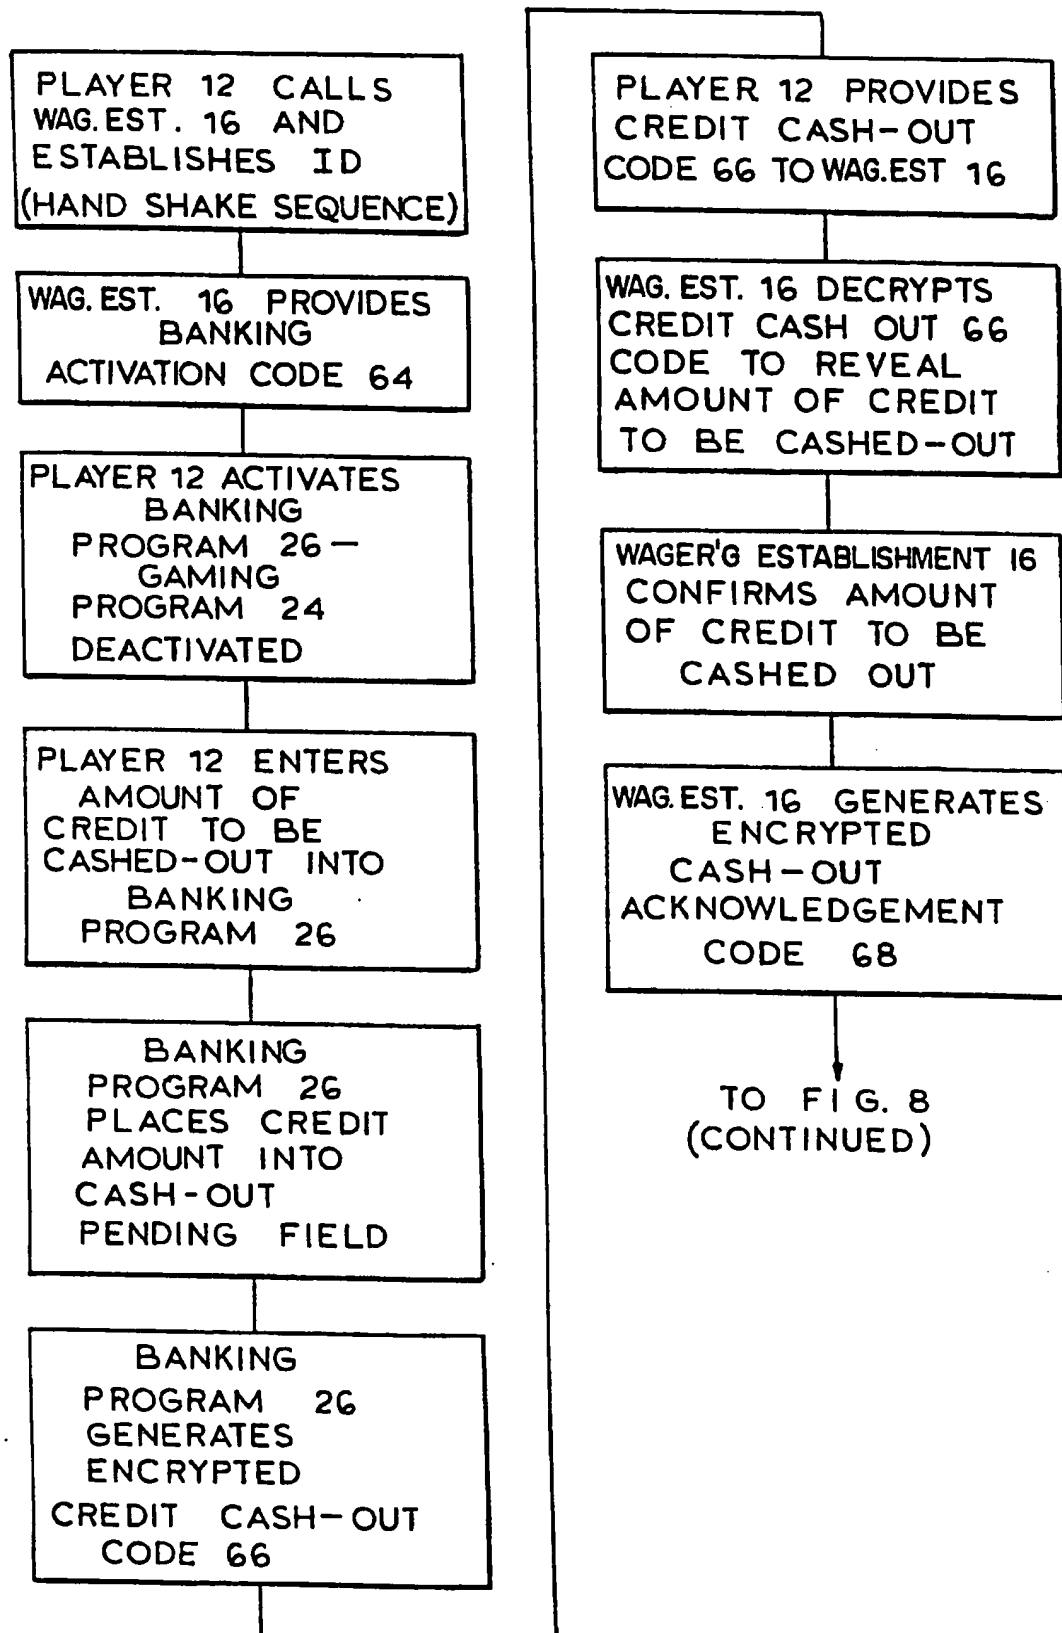 PLAYER 12 CALLS
WAG. EST. 16 AND
ESTABLISHES ID
(HAND SHAKE SEQUENCE)
WAG. EST. 16 PROVIDES
BANKING
ACTIVATION CODE 64
PLAYER 12 ACTIVATES
BANKING
PROGRAM 26 —
GAMING
PROGRAM 24
DEACTIVATED
PLAYER 12 ENTERS
AMOUNT OF
CREDIT TO BE
CASHED-OUT INTO
BANKING
PROGRAM 26
BANKING
PROGRAM 26
PLACES CREDIT
AMOUNT INTO
CASH-OUT
PENDING FIELD
BANKING
PROGRAM 26
GENERATES
ENCRYPTED
CREDIT CASH-OUT
CODE 66
PLAYER 12 PROVIDES
CREDIT CASH-OUT
CODE 66 TO WAG.EST 16
WAG. EST. 16 DECRYPTS
CREDIT CASH OUT 66
CODE TO REVEAL
AMOUNT OF CREDIT
TO BE CASHED-OUT
WAGER'G ESTABLISHMENT 16
CONFIRMS AMOUNT
OF CREDIT TO BE
CASHED OUT
WAG. EST. 16 GENERATES
ENCRYPTED
CASH-OUT
ACKNOWLEDGEMENT
CODE 68
TO FIG. 8
(CONTINUED)